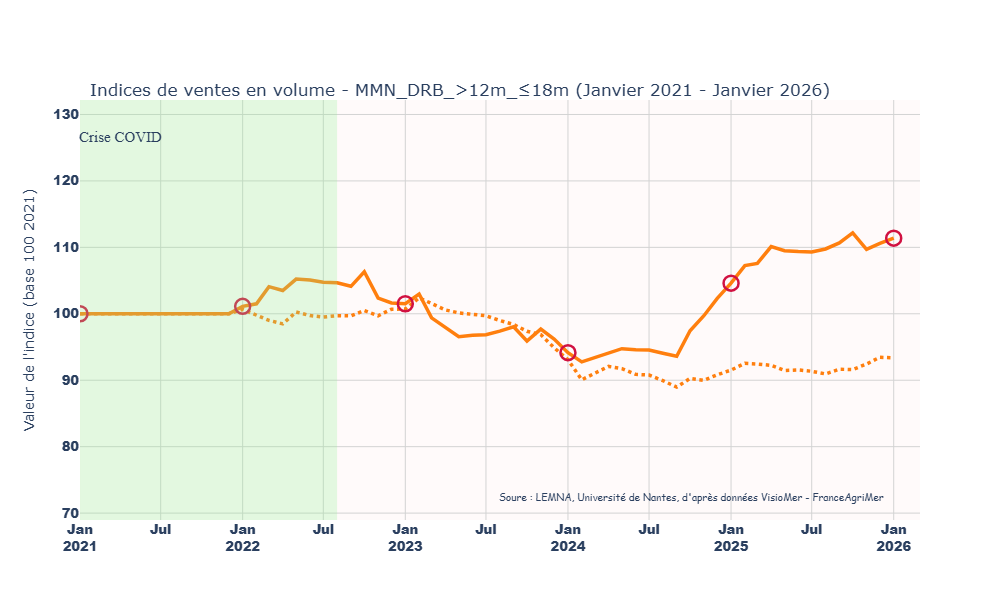 Indices de ventes en volume - MMN_DRB_>12m_≤18m (Janvier 2021 - Janvier 2026)
Crise COVID
Valeur de l'indice (base 100 2021)
130
120
110
100
90
80
70
Soure : LEMNA, Université de Nantes, d'après données VisioMer - FranceAgriMer
Jan Jul Jan Jul Jan Jul Jan Jul Jan Jul Jan
2021 2022 2023 2024 2025 2026